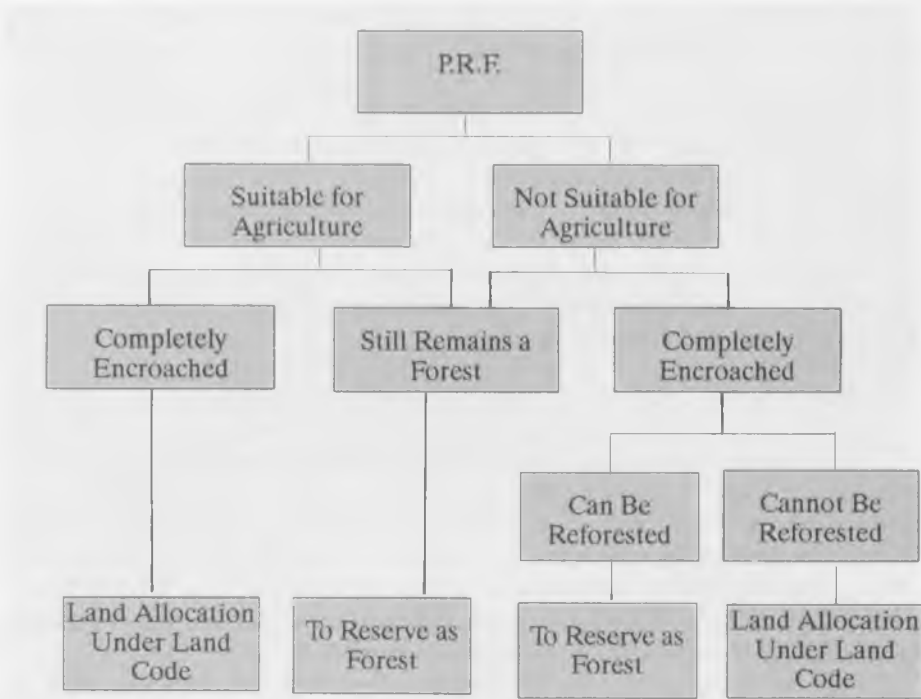 P.R.F.
Suitable for
Agriculture
Not Suitable for
Agriculture
Completely
Encroached
Still Remains a
Forest
Completely
Encroached
Can Be
Reforested
Cannot Be
Reforested
Land Allocation
Under Land
Code
To Reserve as
Forest
To Reserve as
Forest
Land Allocation
Under Land
Code